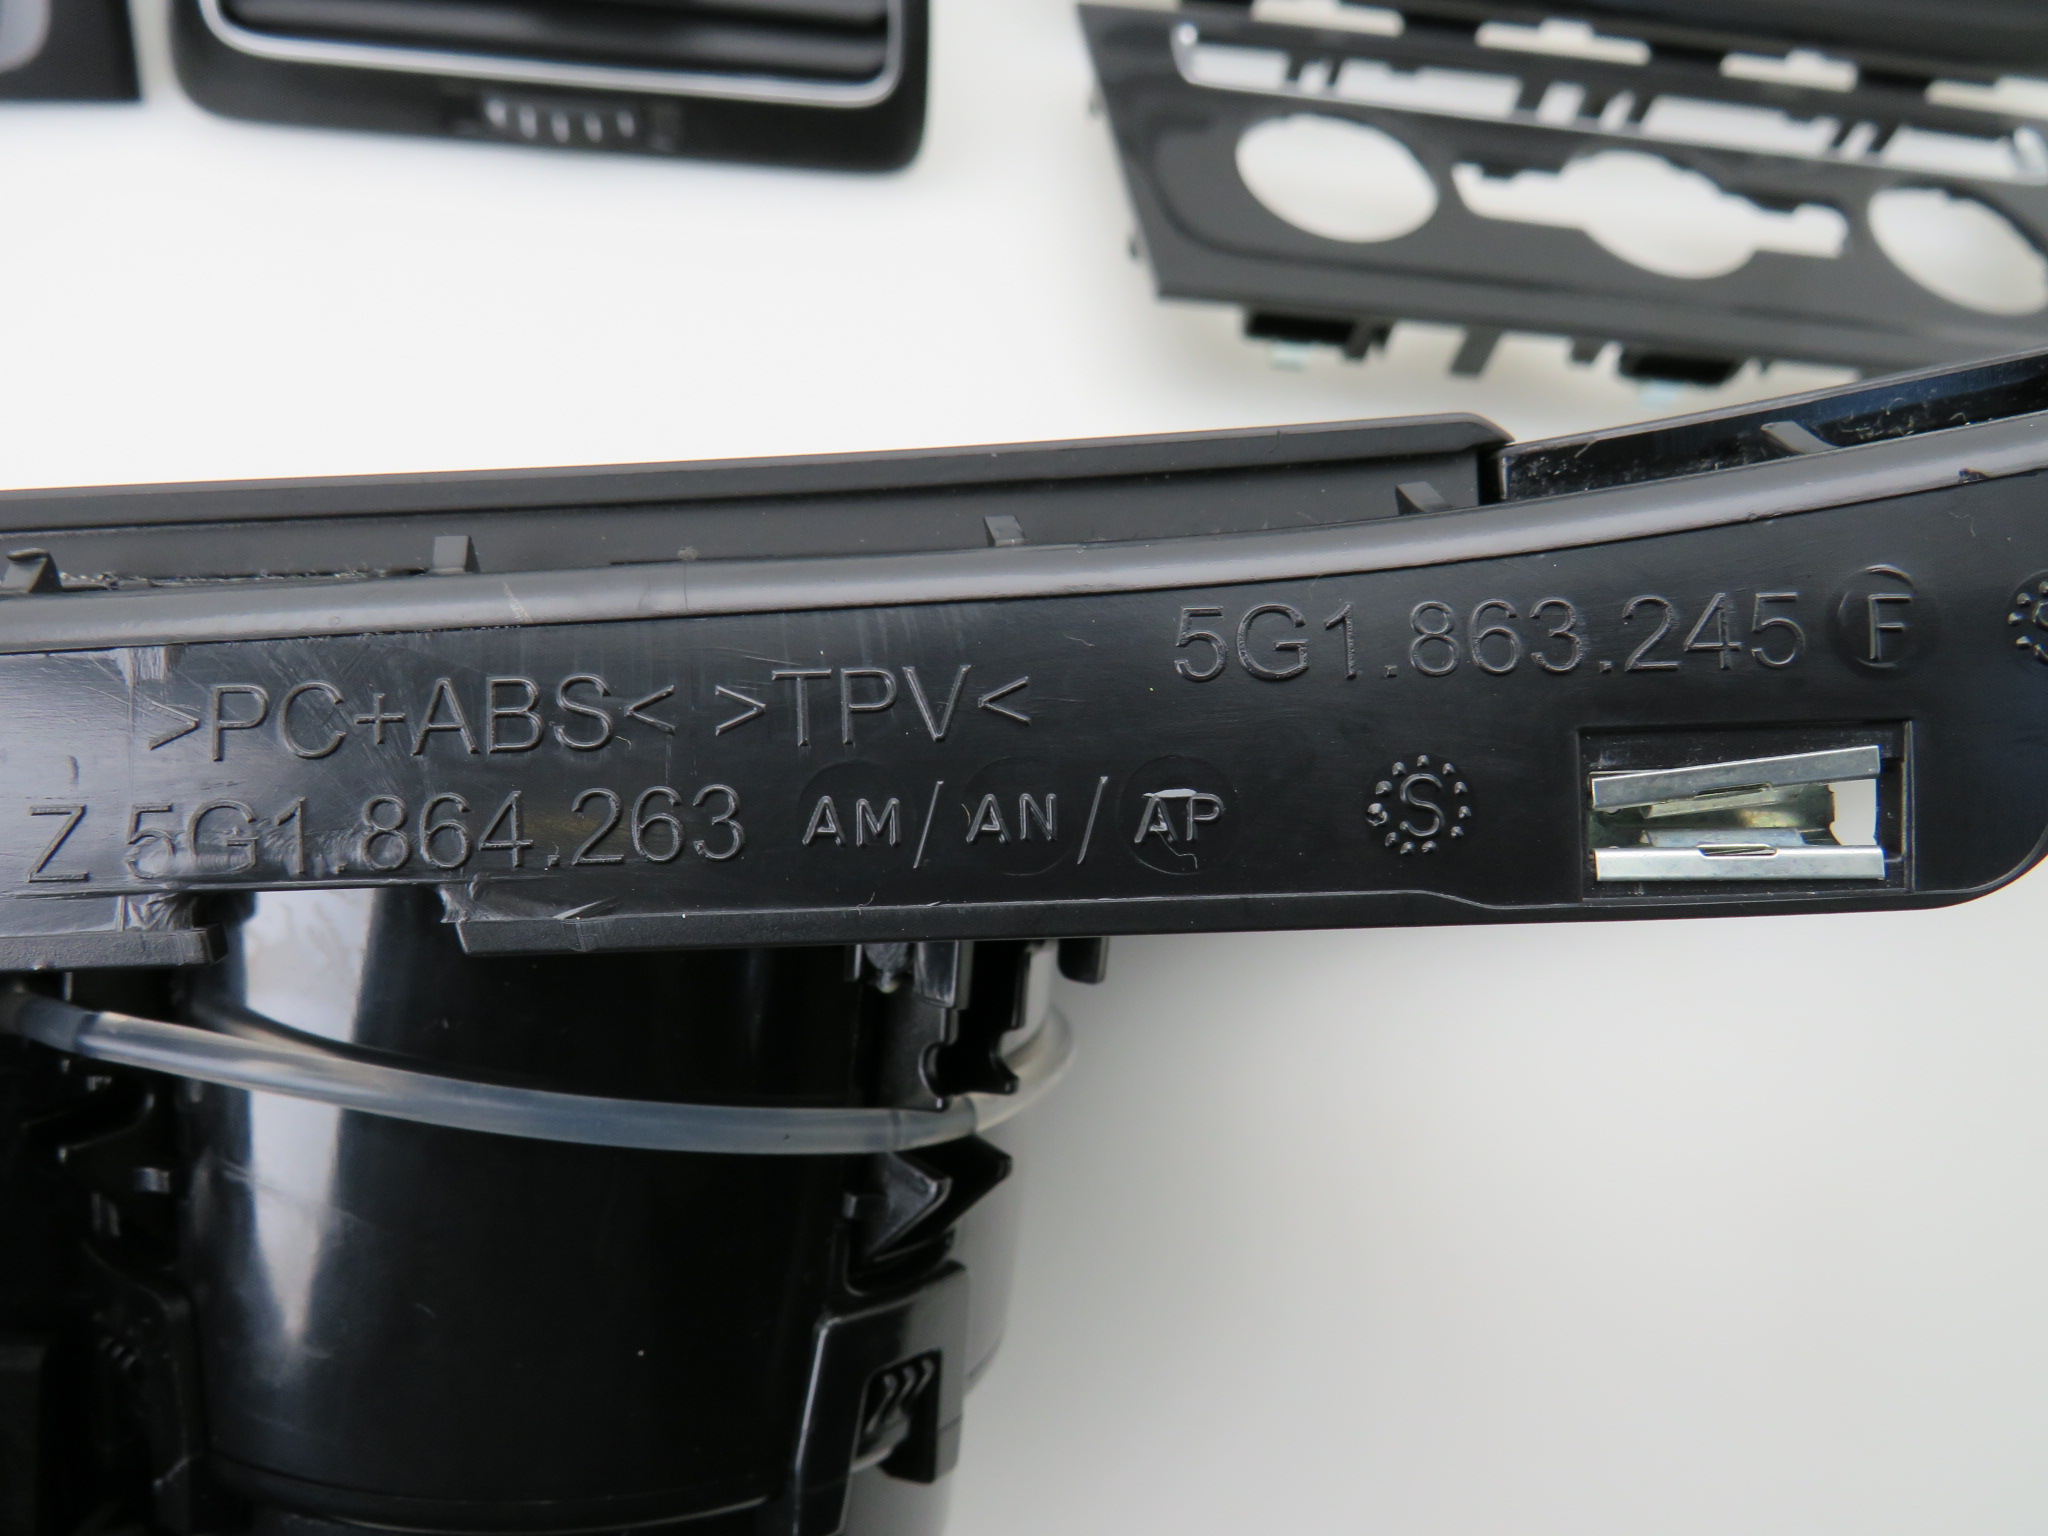 >PC+ABS< >TPV<
5G1.863.245 F
Z 5G1.864.263 AM/AN/AP
S